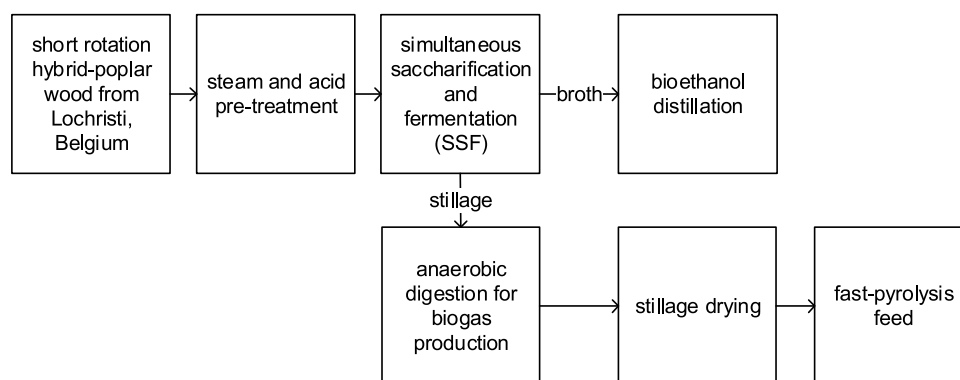 short rotation
hybrid-poplar
wood from
Lochristi,
Belgium
steam and acid
pre-treatment
simultaneous
saccharification
and
fermentation
(SSF)
broth
bioethanol
distillation
stillage
anaerobic
digestion for
biogas
production
stillage drying
fast-pyrolysis
feed